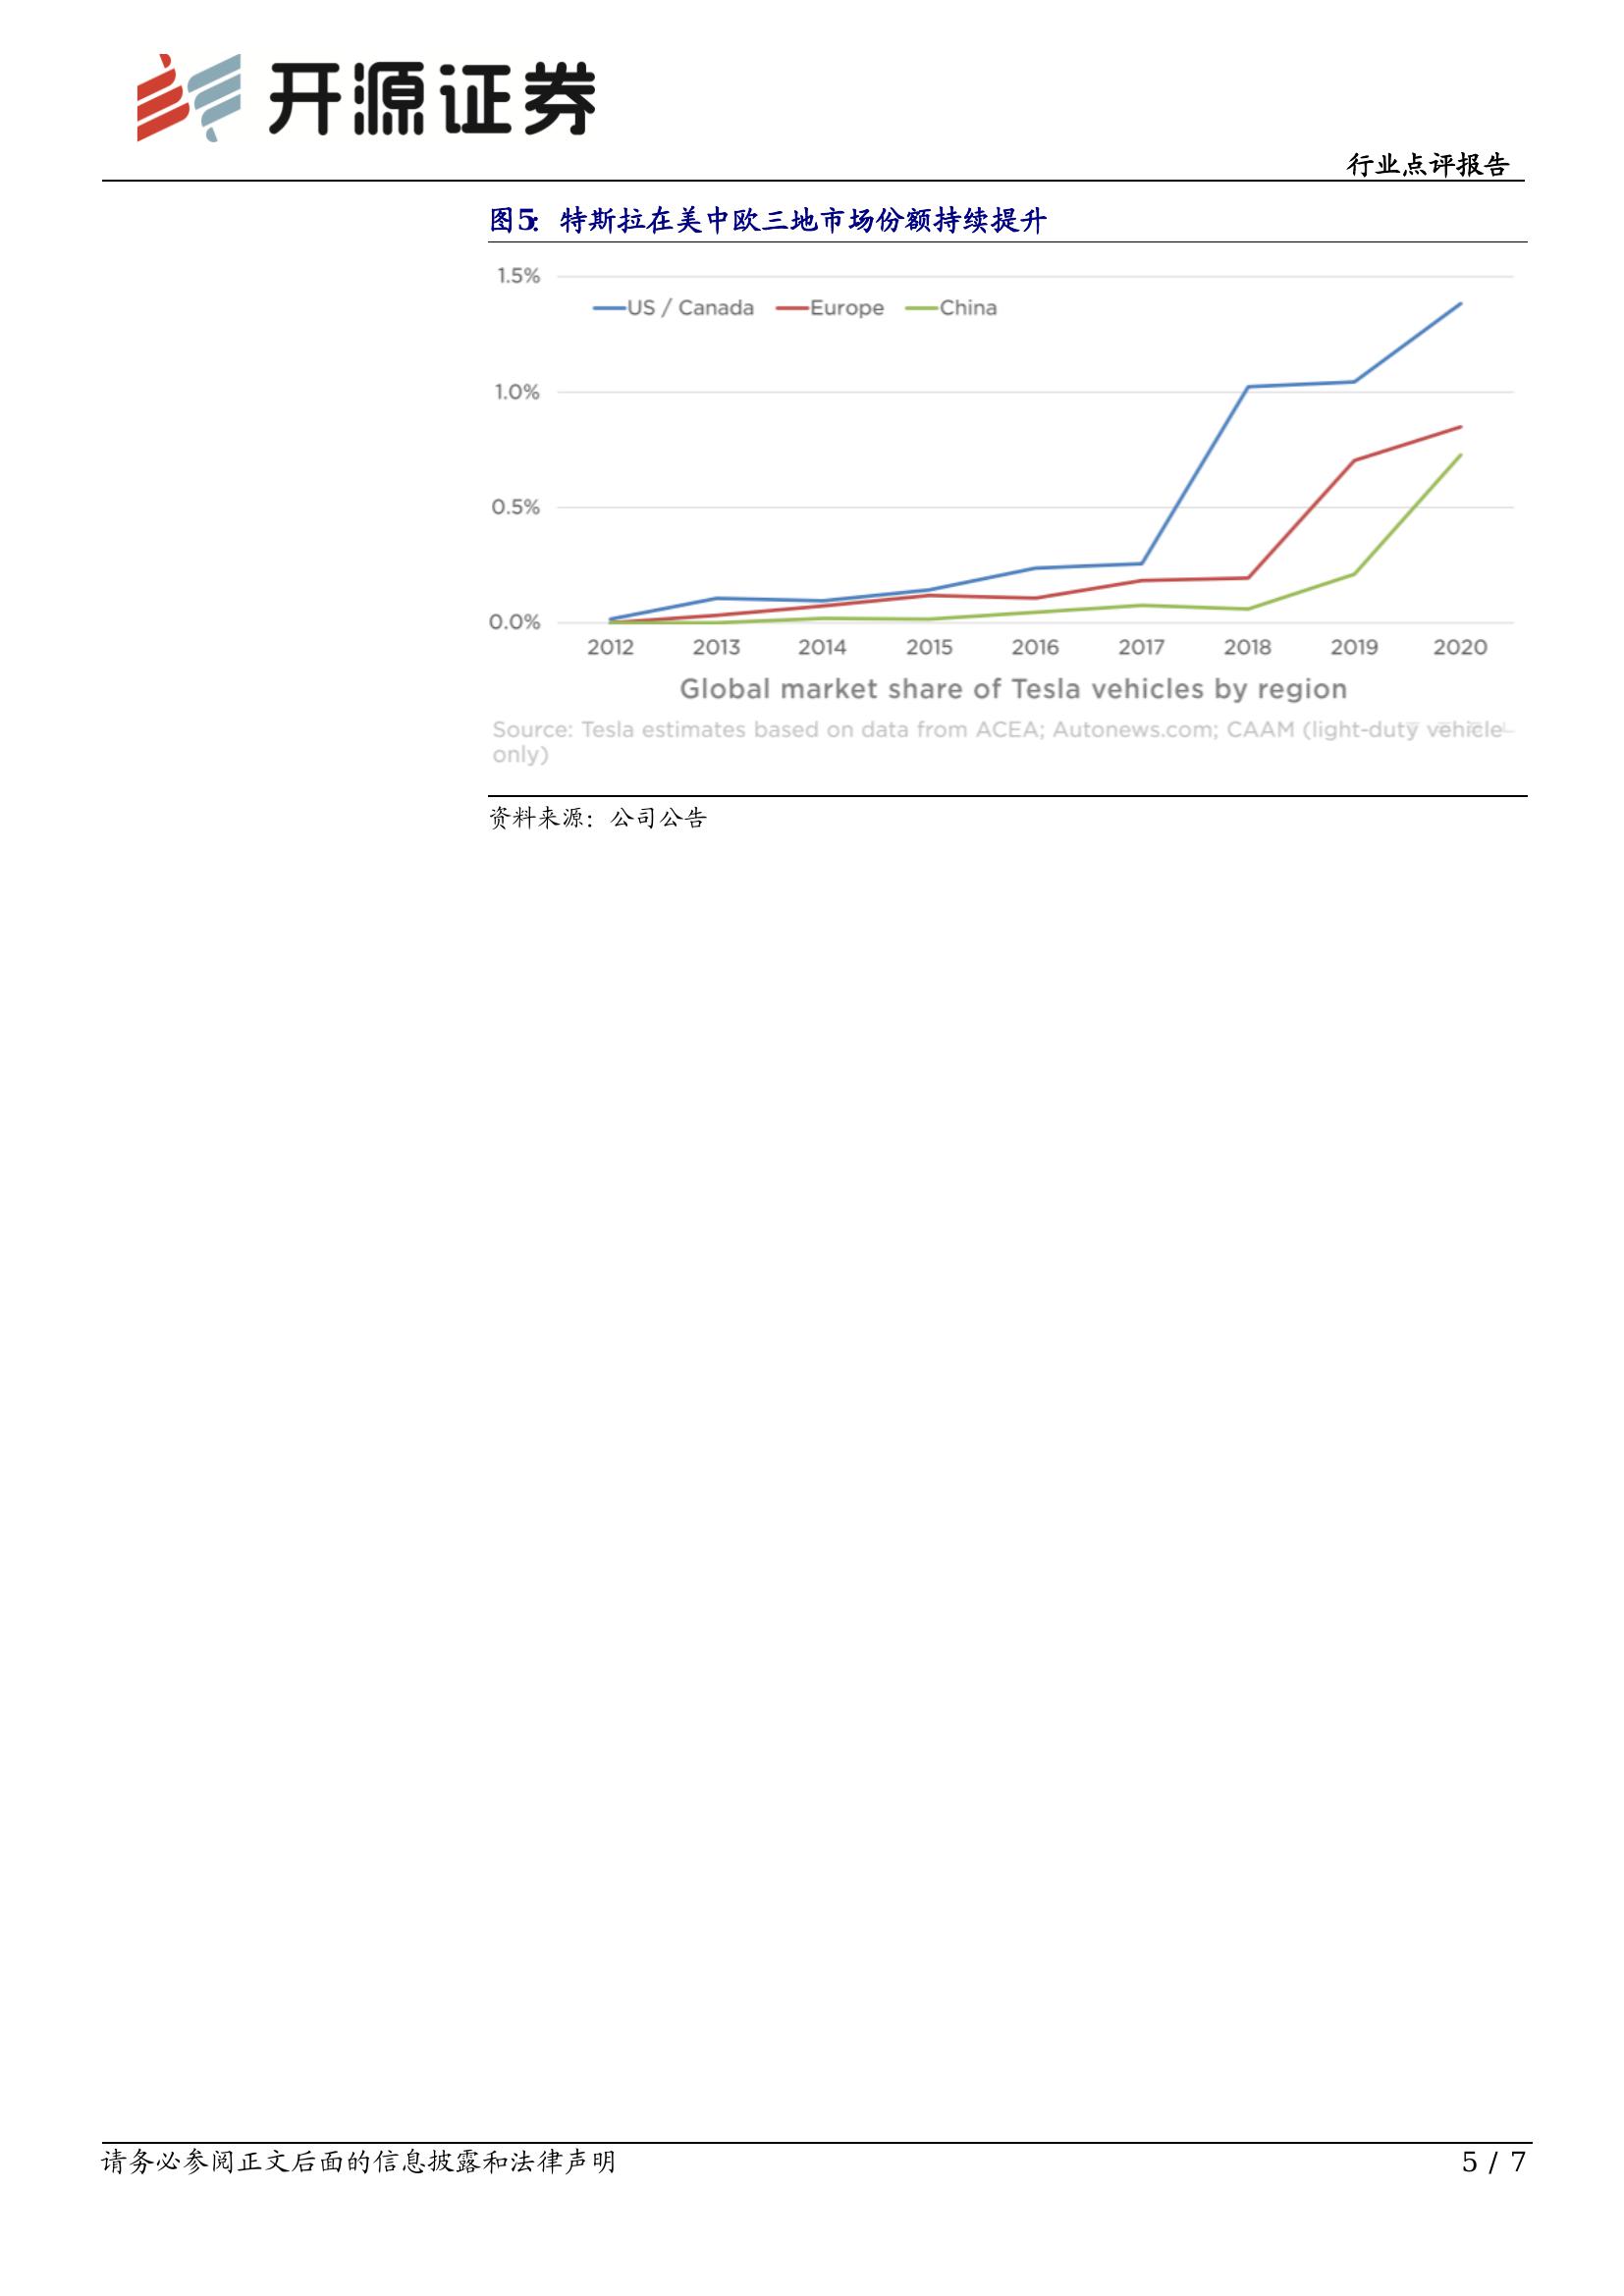 开源证券
行业点评报告
图5： 特斯拉在美中欧三地市场份额持续提升
1.5%
US / Canada Europe China
1.0%
0.5%
0.0%
2012 2013 2014 2015 2016 2017 2018 2019 2020
Global market share of Tesla vehicles by region
Source: Tesla estimates based on data from ACEA; Autonews.com; CAAM (light-duty vehicle
only)
资料来源：公司公告
请务必参阅正文后面的信息披露和法律声明
5 / 7